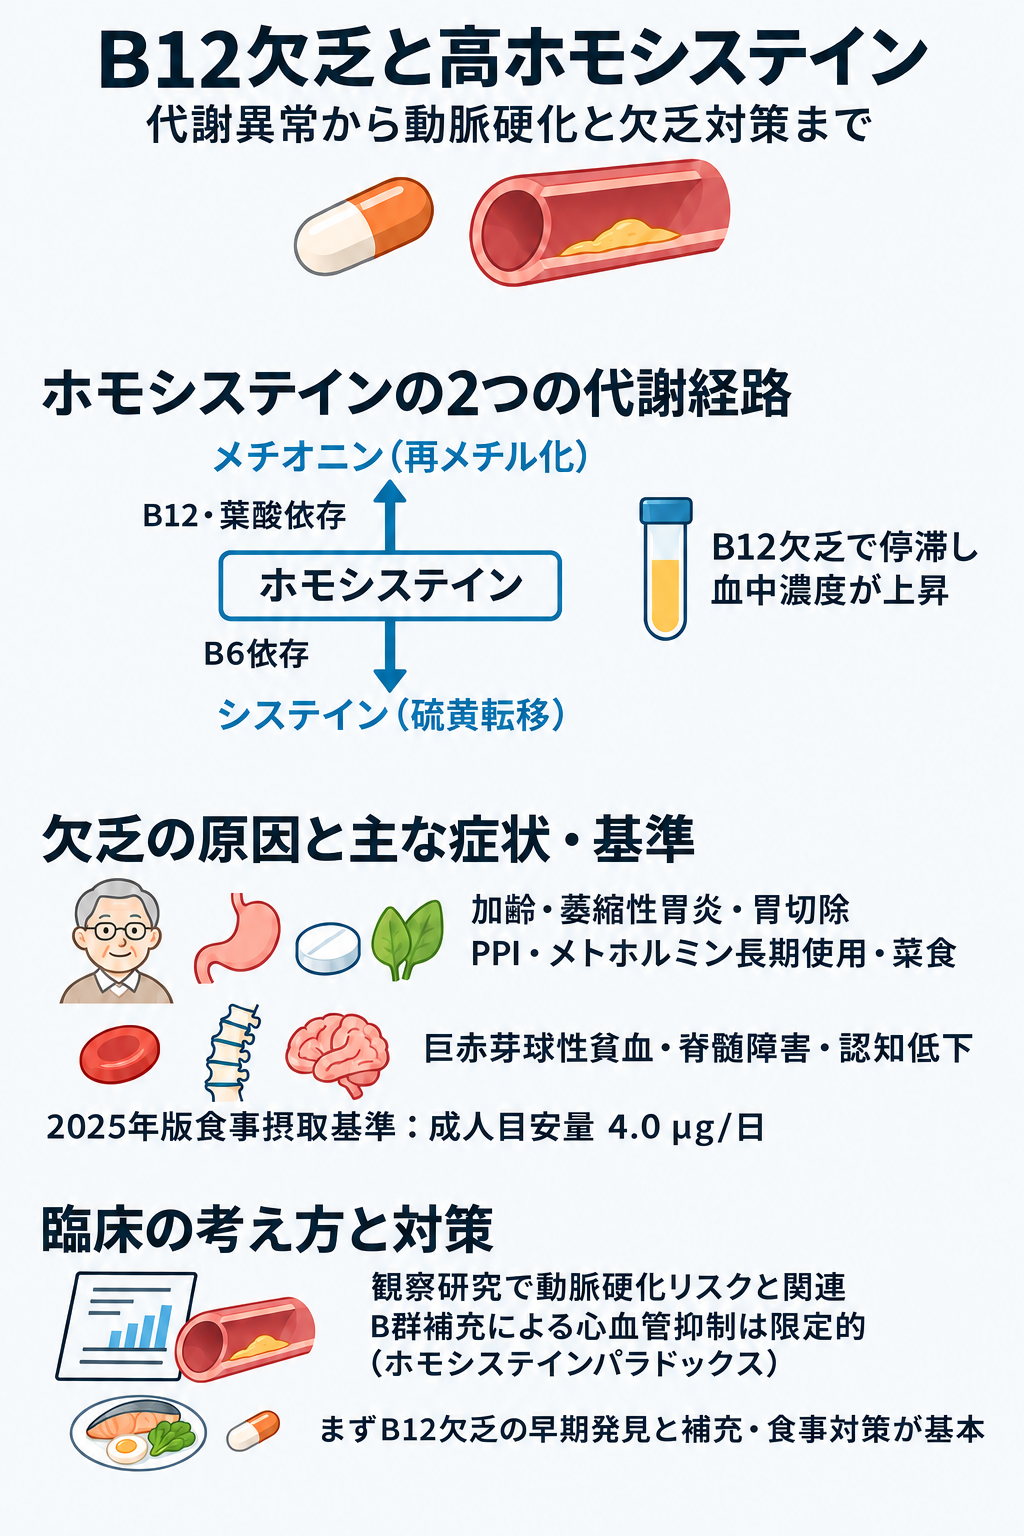 B12欠乏と高ホモシステイン
代謝異常から動脈硬化と欠乏対策まで
ホモシステインの2つの代謝経路
メチオニン（再メチル化）
B12・葉酸依存
ホモシステイン
B6依存
システイン（硫黄転移）
B12欠乏で停滞し
血中濃度が上昇
欠乏の原因と主な症状・基準
加齢・萎縮性胃炎・胃切除
PPI・メトホルミン長期使用・菜食
巨赤芽球性貧血・脊髄障害・認知低下
2025年版食事摂取基準：成人目安量 4.0 μg/日
臨床の考え方と対策
観察研究で動脈硬化リスクと関連
B群補充による心血管抑制は限定的
（ホモシステインパラドックス）
まずB12欠乏の早期発見と補充・食事対策が基本